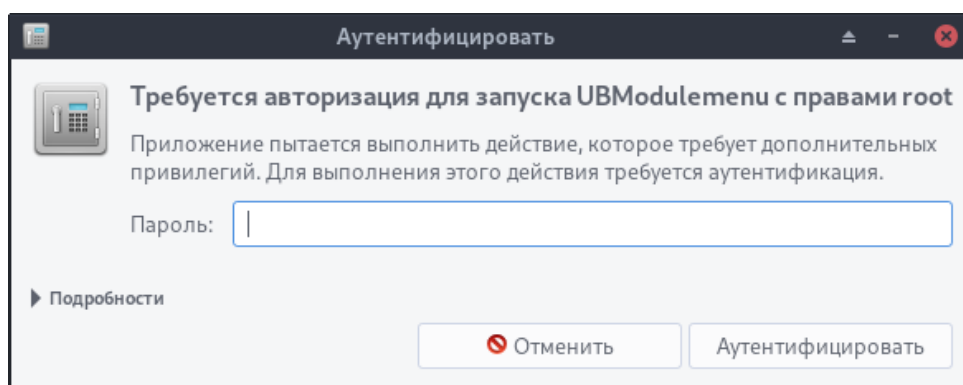 Аутентифицировать
Требуется авторизация для запуска UBModulemenu с правами root
Приложение пытается выполнить действие, которое требует дополнительных
привилегий. Для выполнения этого действия требуется аутентификация.
Пароль:
Подробности
Отменить
Аутентифицировать